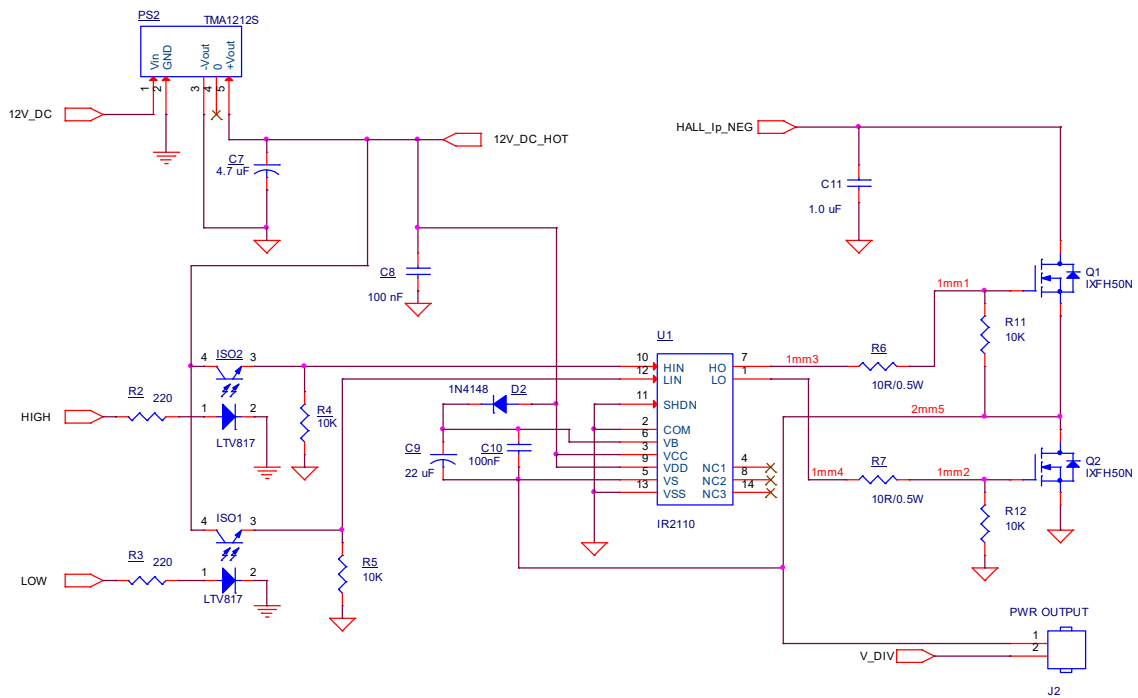 PS2
TMA1212S
Vin
GND
-Vout
0
+Vout
1
2
3
4
5
12V_DC
12V_DC_HOT
HALL_Ip_NEG
C7
4.7 uF
C11
1.0 uF
C8
100 nF
Q1
IXFH50N
1mm1
R11
10K
U1
ISO2
4
3
10
HIN
HO
7
1mm3
R6
12
LIN
LO
1
10R/0.5W
R2
220
1N4148
D2
11
SHDN
HIGH
1
2
R4
10K
2mm5
LTV817
2
COM
6
VB
C9
C10
3
VCC
22 uF
100nF
9
VDD
NC1
4
5
VS
NC2
8
13
VSS
NC3
14
1mm4
R7
1mm2
Q2
IXFH50N
10R/0.5W
IR2110
R12
10K
ISO1
4
3
R3
220
R5
10K
LOW
1
2
LTV817
PWR OUTPUT
1
2
V_DIV
J2